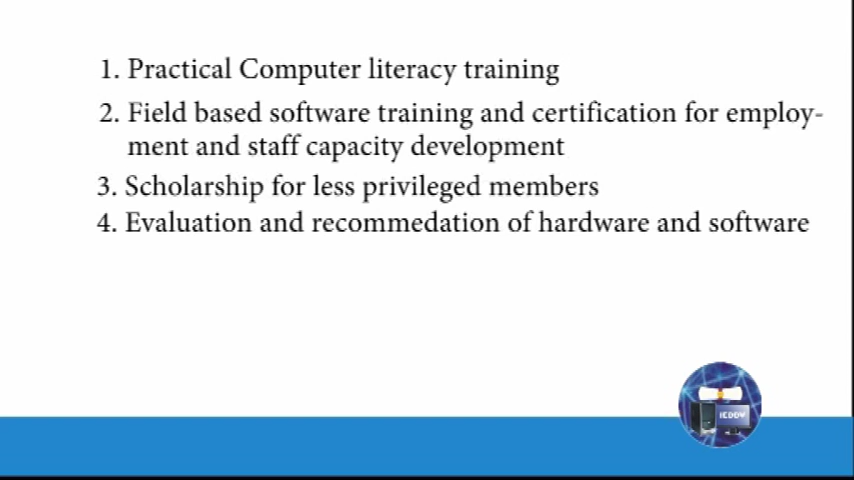 1. Practical Computer literacy training
2. Field based software training and certification for employ-
ment and staff capacity development
3. Scholarship for less privileged members
4. Evaluation and recommedation of hardware and software